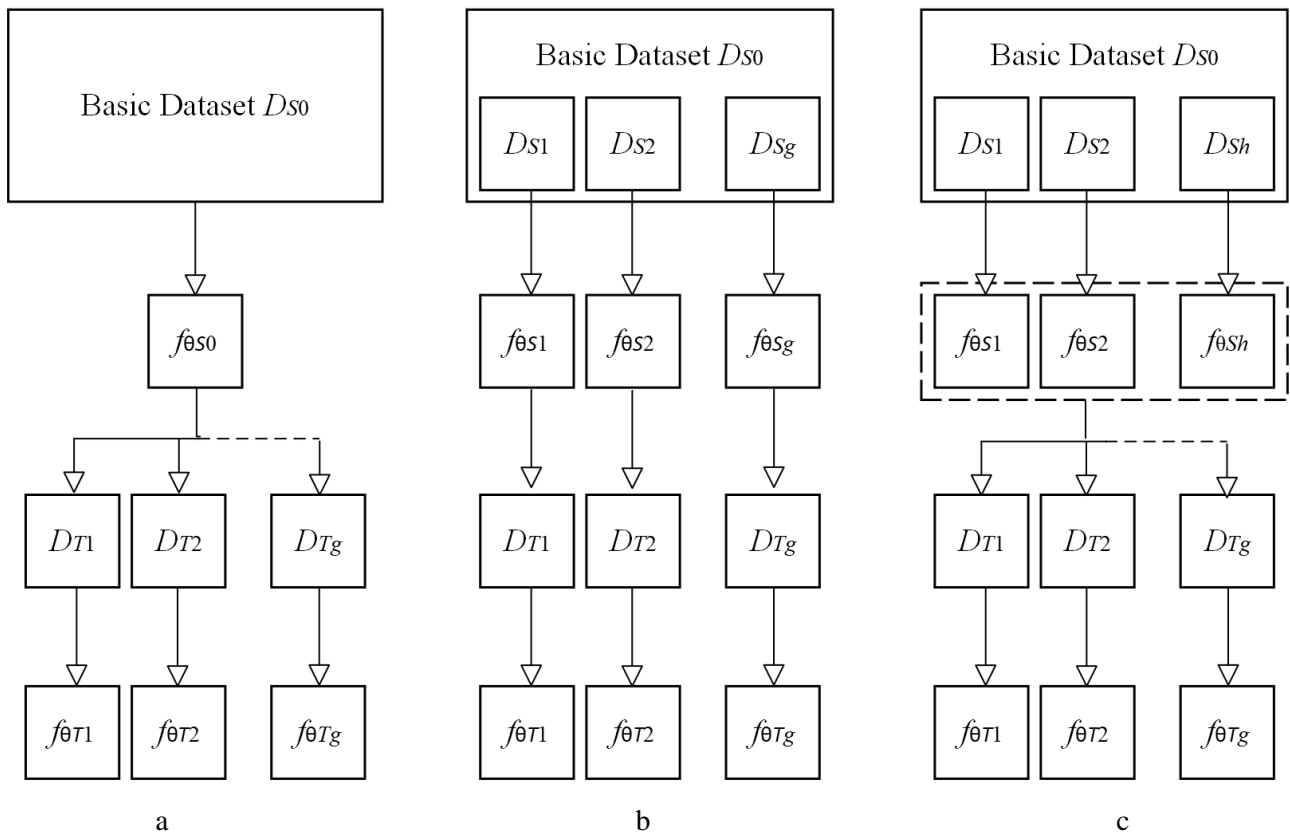 Basic Dataset Ds0
fθS0
DT1 DT2 DTg
fθT1 fθT2 fθTg
a
Basic Dataset Ds0
DS1 DS2 DSg
fθS1 fθS2 fθSg
DT1 DT2 DTg
fθT1 fθT2 fθTg
b
Basic Dataset Ds0
DS1 DS2 DSh
fθS1 fθS2 fθSh
DT1 DT2 DTg
fθT1 fθT2 fθTg
c